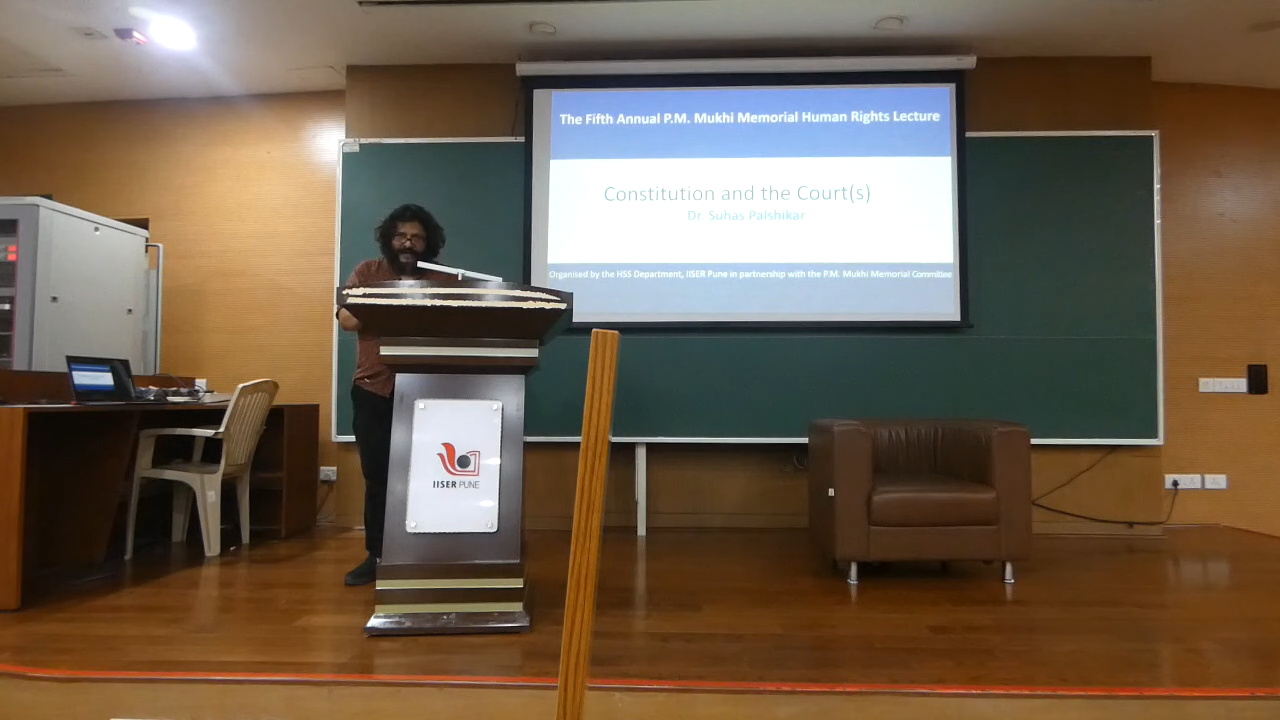 The Fifth Annual P.M. Mukhi Memorial Human Rights Lecture
Constitution and the Court(s)
Dr. Suhas Palshikar
Organised by the HSS Department, IISER Pune in partnership with the P.M. Mukhi Memorial Committee
IISER PUNE